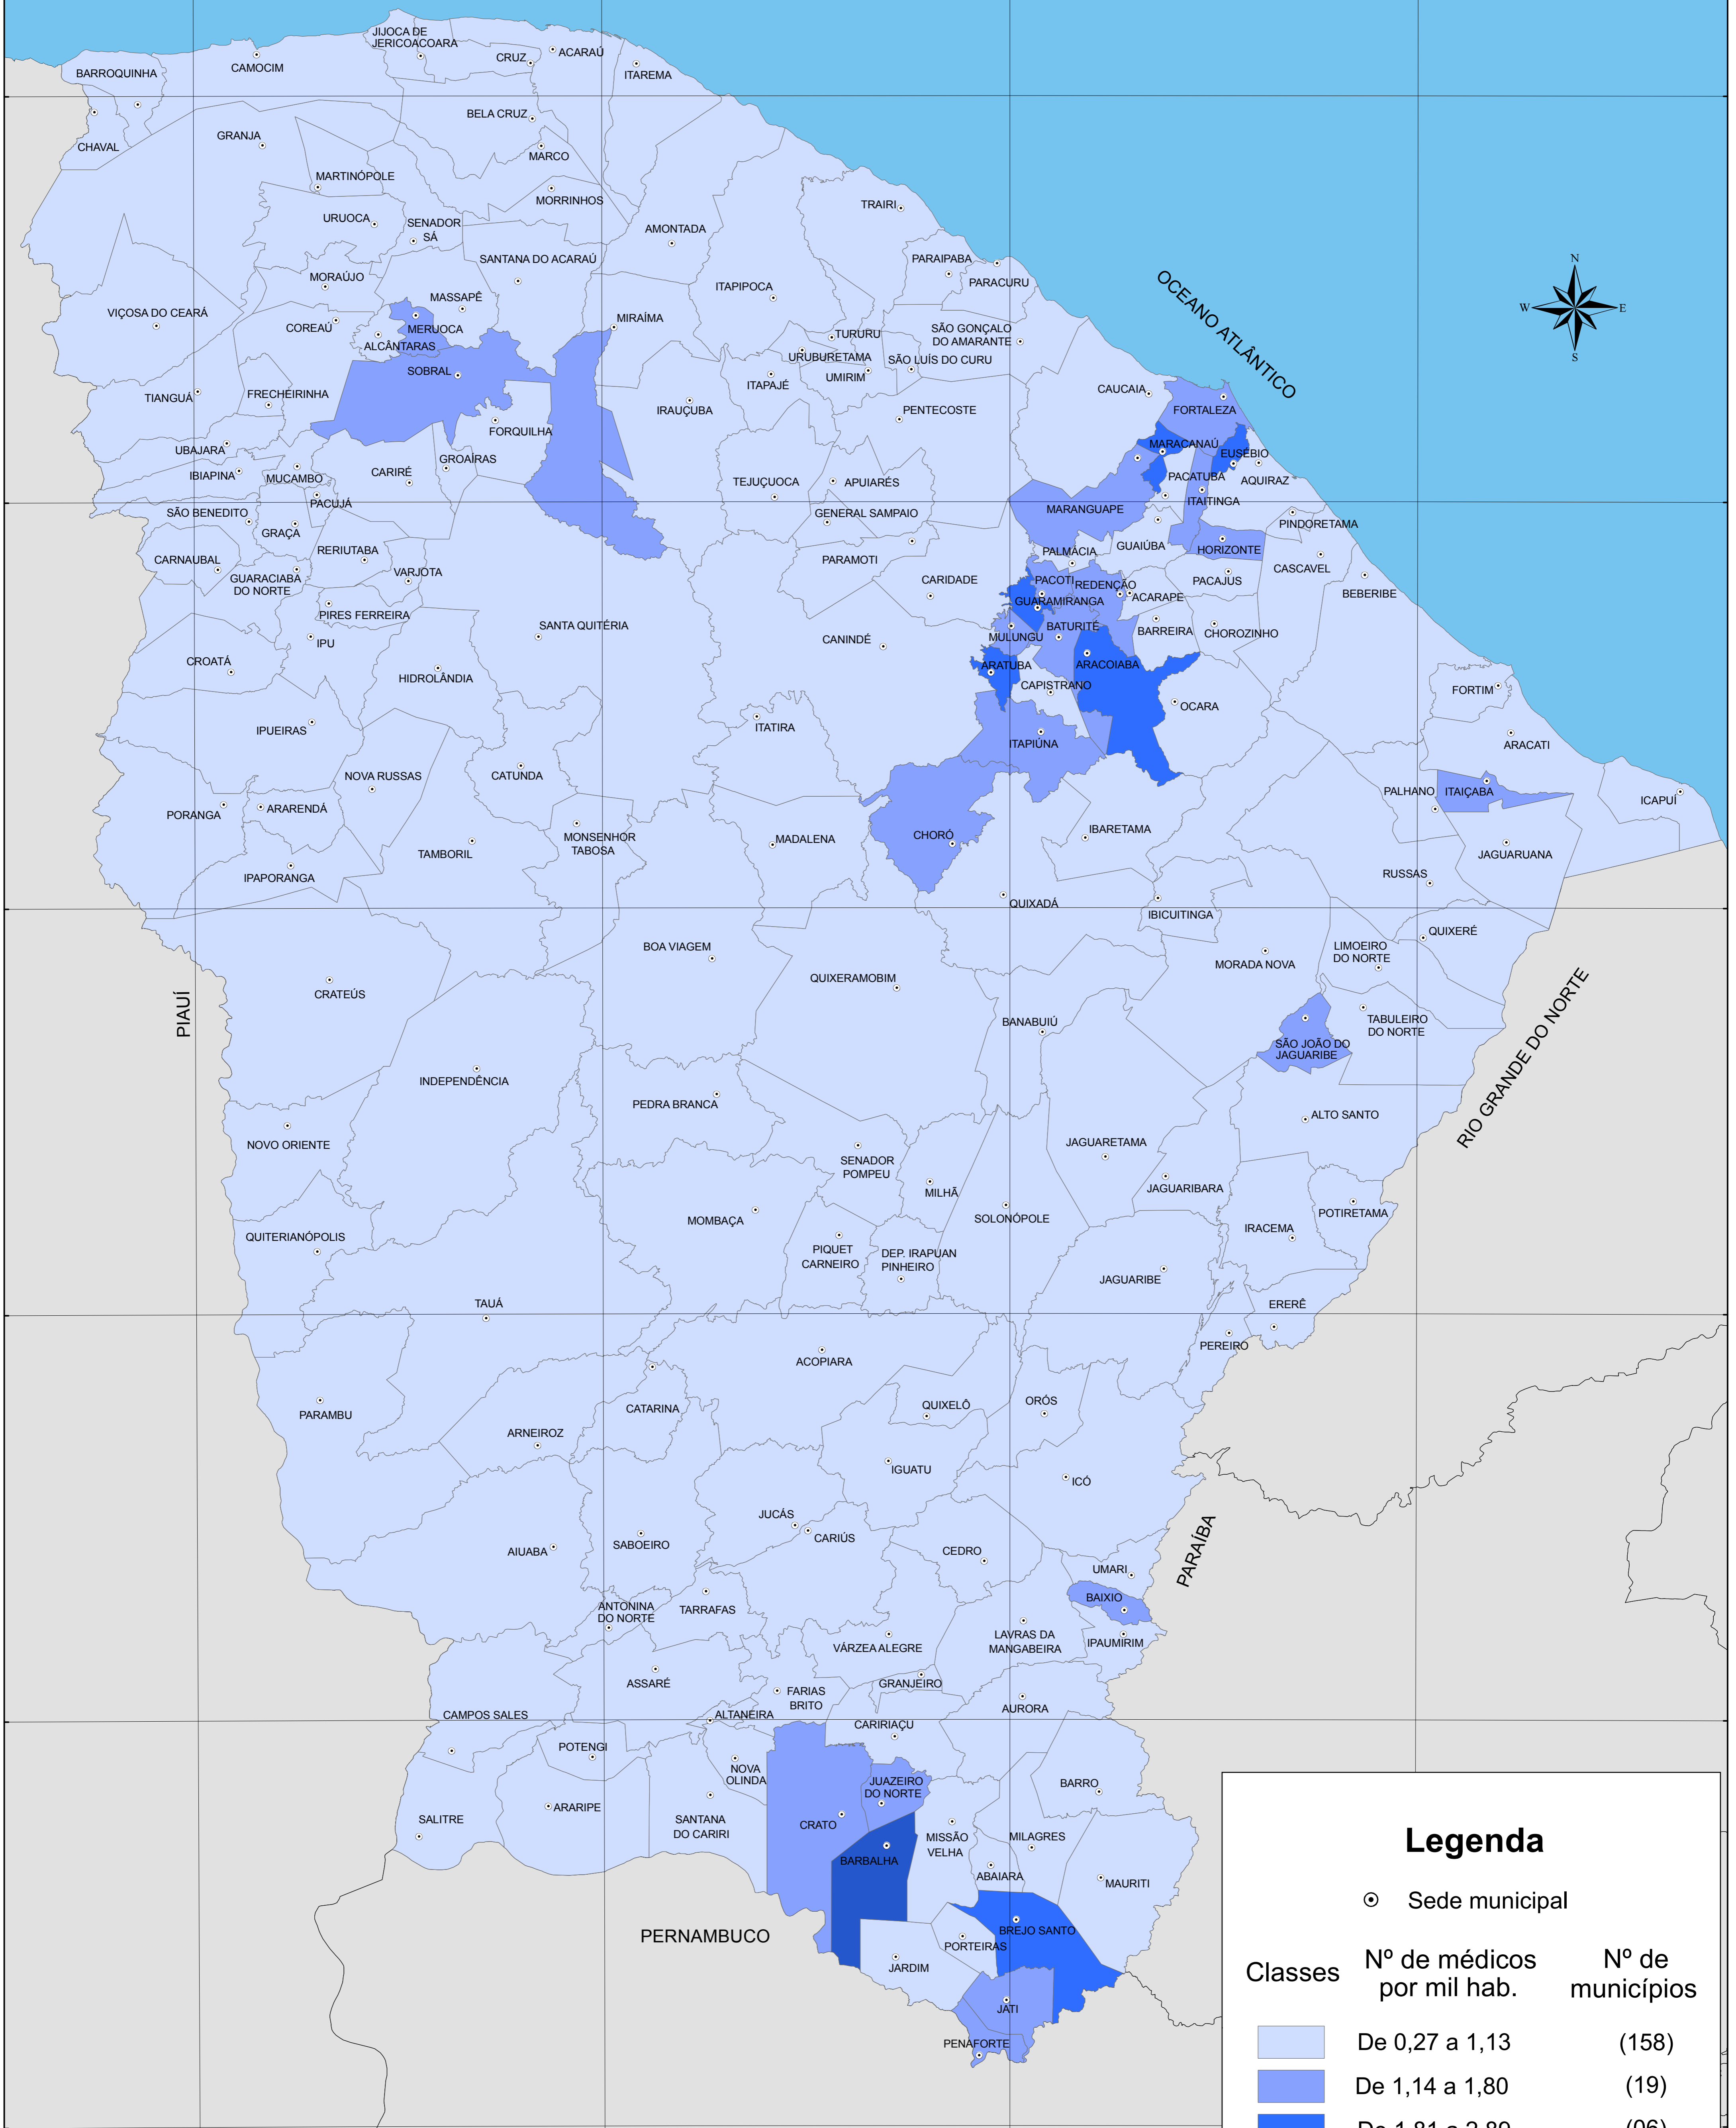 JIJOCA DE
JERICOACOARA
CRUZ
ACARAÚ
ITAREMA
BARROQUINHA
CAMOCIM
CHAVAL
GRANJA
BELA CRUZ
MARCO
MARTINÓPOLE
MORRINHOS
URUOCA
SENADOR
SÁ
AMONTADA
TRAIRI
SANTANA DO ACARAÚ
PARAIPABA
PARACURU
MORAÚJO
MASSAPÊ
ITAPIPOCA
VIÇOSA DO CEARÁ
COREAÚ
MERUOCA
ALCÂNTARAS
MIRAÍMA
TURURU
SÃO GONÇALO
DO AMARANTE
URUBURETAMA
SÃO LUÍS DO CURU
UMIRIM
ITAPAJÉ
OCEANO ATLÂNTICO
N
W
E
S
SOBRAL
TIANGUÁ
FRECHEIRINHA
IRAUÇUBA
PENTECOSTE
CAUCAIA
FORTALEZA
FORQUILHA
UBAJARA
MARACANAÚ
EUSÉBIO
IBIAPINA
MUCAMBO
CARIRÉ
GROAÍRAS
TEJUÇUOCA
APUIARÉS
PACATUBA
AQUIRAZ
ITAITINGA
PACUJÁ
SÃO BENEDITO
GRAÇA
GENERAL SAMPAIO
MARANGUAPE
PINDORETAMA
CARNAUBAL
RERIUTABA
VARJOTA
PARAMOTI
PALMÁCIA
GUAIÚBA
HORIZONTE
CASCAVEL
GUARACIABA
DO NORTE
CARIDADE
PACOTI
REDENÇÃO
ACARAPE
PACAJUS
BEBERIBE
PIRES FERREIRA
GUARAMIRANGA
IPU
SANTA QUITÉRIA
CANINDÉ
MULUNGU
BATURITÉ
BARREIRA
CHOROZINHO
CROATÁ
HIDROLÂNDIA
ARATUBA
ARACOIABA
CAPISTRANO
OCARA
FORTIM
IPUEIRAS
ITATIRA
ITAPIÚNA
ARACATI
NOVA RUSSAS
CATUNDA
PORANGA
ARARENDÁ
PALHANO
ITAIÇABA
ICAPUÍ
TAMBORIL
MONSENHOR
TABOSA
MADALENA
CHORÓ
IBARETAMA
JAGUARUANA
IPAPORANGA
RUSSAS
QUIXADÁ
IBICUITINGA
QUIXERÉ
BOA VIAGEM
QUIXERAMOBIM
MORADA NOVA
LIMOEIRO
DO NORTE
CRATEÚS
PIAUÍ
BANABUIÚ
TABULEIRO
DO NORTE
SÃO JOÃO DO
JAGUARIBE
RIO GRANDE DO NORTE
INDEPENDÊNCIA
PEDRA BRANCA
ALTO SANTO
NOVO ORIENTE
JAGUARETAMA
SENADOR
POMPEU
MILHÃ
JAGUARIBARA
MOMBAÇA
SOLONÓPOLE
IRACEMA
POTIRETAMA
QUITERIANÓPOLIS
PIQUET
CARNEIRO
DEP. IRAPUAN
PINHEIRO
JAGUARIBE
TAUÁ
ERERÊ
PEREIRO
ACOPIARA
PARAMBU
CATARINA
QUIXELÔ
ORÓS
ARNEIROZ
IGUATU
ICÓ
JUCÁS
CARIÚS
PARAÍBA
AIUABA
SABOEIRO
CEDRO
UMARI
BAIXIO
ANTONINA
DO NORTE
TARRAFAS
VÁRZEA ALEGRE
LAVRAS DA
MANGABEIRA
IPAUMIRIM
ASSARÉ
GRANJEIRO
FARIAS
BRITO
AURORA
CAMPOS SALES
ALTANEIRA
CARIRIAÇU
POTENGI
NOVA
OLINDA
JUAZEIRO
DO NORTE
BARRO
SALITRE
ARARIPE
SANTANA
DO CARIRI
CRATO
MISSÃO
VELHA
MILAGRES
BARBALHA
ABAIARA
MAURITI
PERNAMBUCO
BREJO SANTO
PORTEIRAS
JARDIM
JATI
PENAFORTE
Legenda
Sede municipal
Classes
Nº de médicos
por mil hab.
Nº de
municípios
De 0,27 a 1,13 (158)
De 1,14 a 1,80 (19)